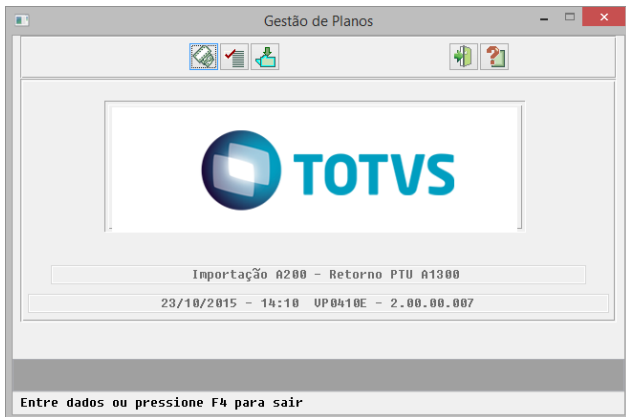 Gestão de Planos
TOTVS
Importação A200 - Retorno PTU A1300
23/10/2015 - 14:10 VP0410E - 2.00.00.007
Entre dados ou pressione F4 para sair